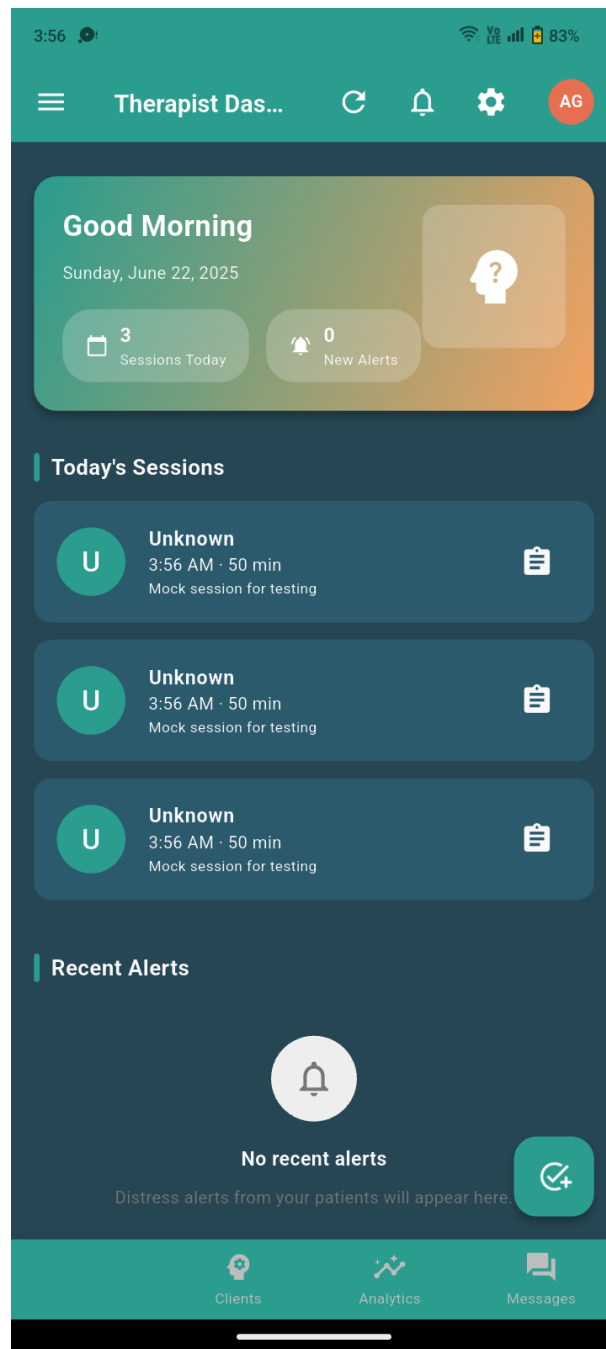 3:56
Vo
LTE
83%
Therapist Das...
AG
Good Morning
Sunday, June 22, 2025
?
3
Sessions Today
0
New Alerts
Today's Sessions
U
Unknown
3:56 AM · 50 min
Mock session for testing
U
Unknown
3:56 AM · 50 min
Mock session for testing
U
Unknown
3:56 AM · 50 min
Mock session for testing
Recent Alerts
No recent alerts
Distress alerts from your patients will appear here.
Clients
Analytics
Messages